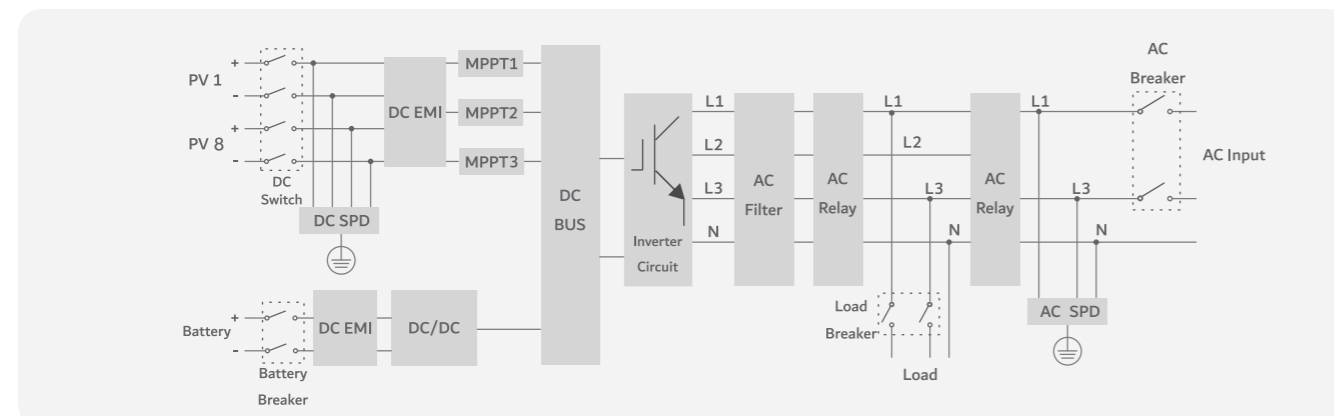 PV 1
+
-
PV 8
+
-
DC
Switch
DC SPD
DC EMI
MPPT1
MPPT2
MPPT3
Battery
+
-
Battery
Breaker
DC EMI
DC/DC
DC
BUS
Inverter
Circuit
L1
L2
L3
N
AC
Filter
AC
Relay
L1
L2
L3
N
Load
Breaker
Load
AC
Relay
L1
L3
N
AC SPD
AC
Breaker
AC Input